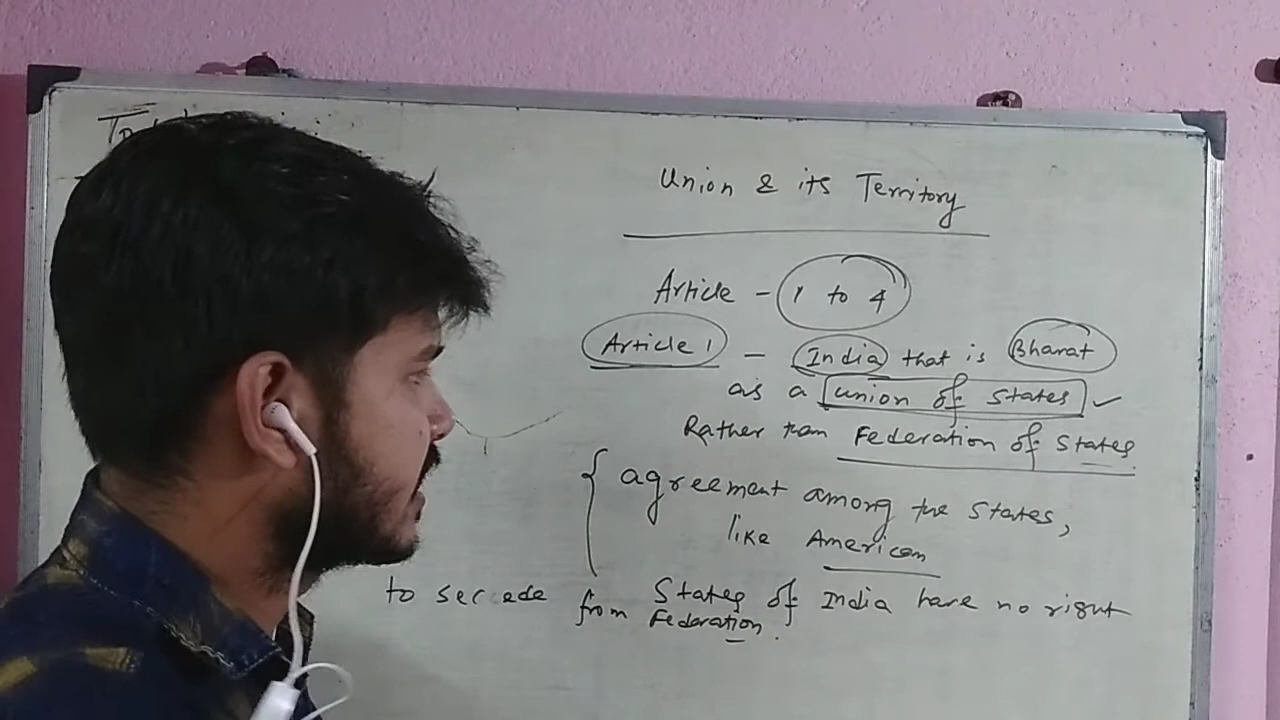 Union & its Territory
Article - 1 to 4
Article 1 - India that is Bharat
as a union of states ✓
Rather than Federation of States.
{ agreement among the States,
like American
to secede from States of India have no right
Federation.